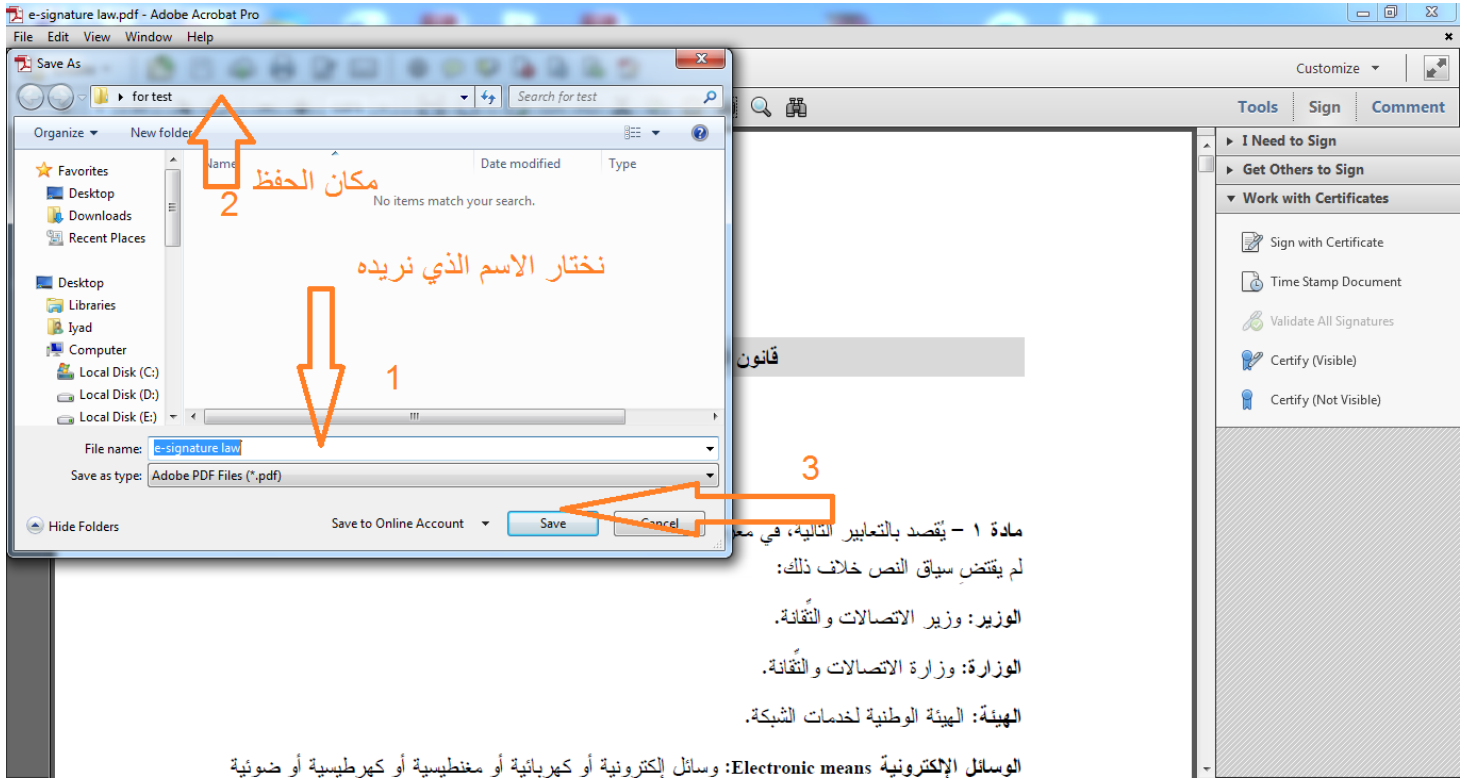 e-signature law.pdf - Adobe Acrobat Pro
File Edit View Window Help
Save As
Customize
for test
Search for test
Tools Sign Comment
Organize New folder
I Need to Sign
Favorites
Name Date modified Type
Get Others to Sign
Desktop
مكان الحفظ
2
No items match your search.
Work with Certificates
Downloads
Recent Places
Sign with Certificate
نختار الاسم الذي نريده
Desktop
Time Stamp Document
Libraries
Iyad
Validate All Signatures
Computer
قانون
Local Disk (C:)
1
Certify (Visible)
Local Disk (D:)
Certify (Not Visible)
Local Disk (E:)
File name: e-signature law
3
Save as type: Adobe PDF Files (*.pdf)
Hide Folders Save to Online Account Save Cancel
مادة ١ – يُقصد بالتعابير التالية، في
لم يقتضِ سياق النص خلاف ذلك:
الوزير: وزير الاتصالات والتِّقانة.
الوزارة: وزارة الاتصالات والتِّقانة.
الهيئة: الهيئة الوطنية لخدمات الشبكة.
الوسائل الإلكترونية Electronic means: وسائل إلكترونية أو كهربائية أو مغنطيسية أو كهرطيسية أو ضوئية